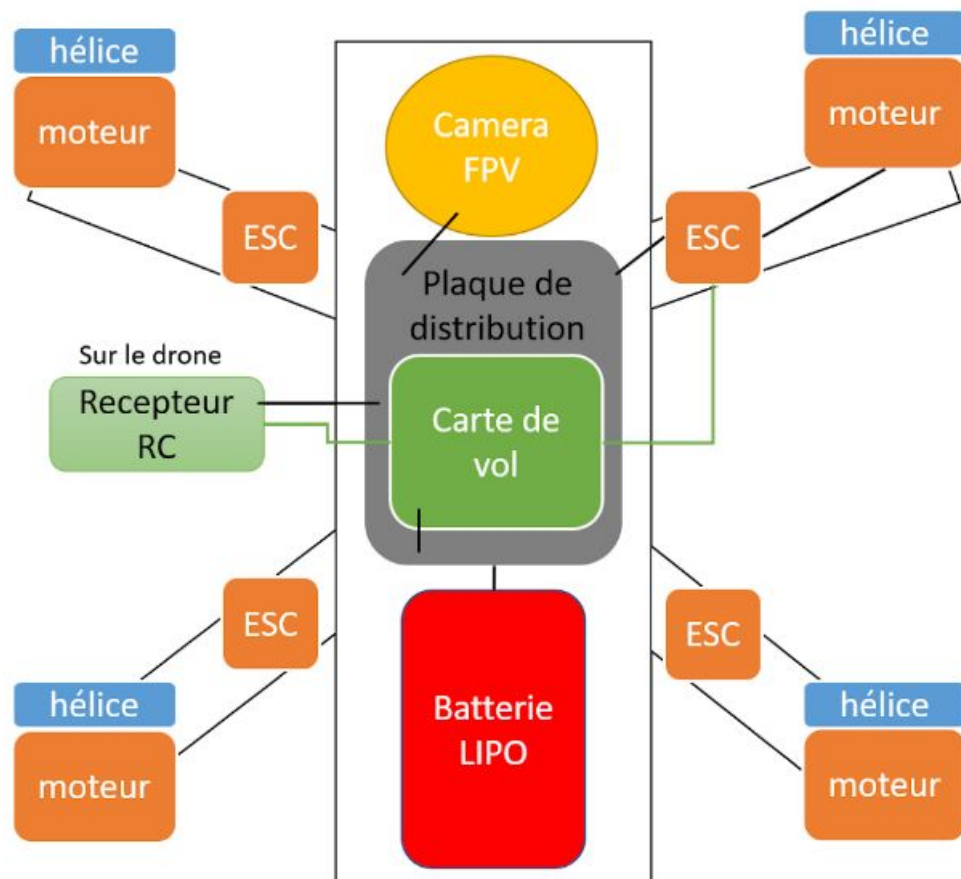 hélice
moteur
hélice
moteur
Camera
FPV
ESC
ESC
Plaque de
distribution
Sur le drone
Recepteur
RC
Carte de
vol
ESC
ESC
hélice
moteur
Batterie
LIPO
hélice
moteur